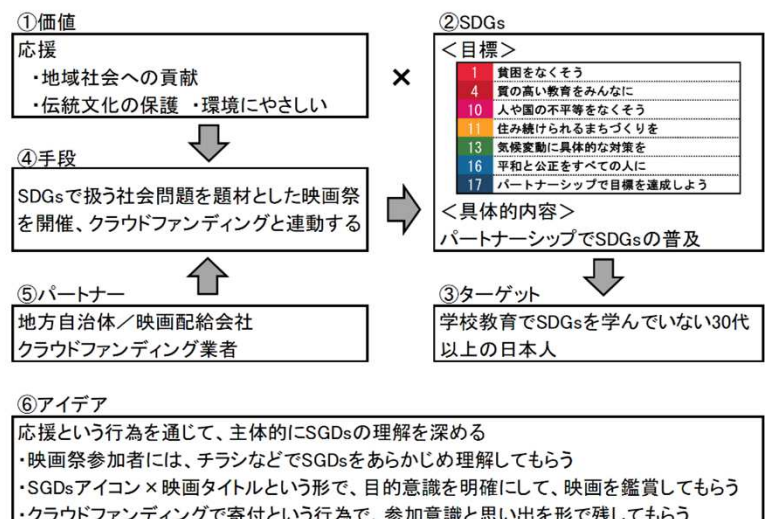 ①価値
応援
・地域社会への貢献
・伝統文化の保護 ・環境にやさしい
×
②SDGs
＜目標＞
1 貧困をなくそう
4 質の高い教育をみんなに
10 人や国の不平等をなくそう
11 住み続けられるまちづくりを
13 気候変動に具体的な対策を
16 平和と公正をすべての人に
17 パートナーシップで目標を達成しよう
＜具体的内容＞
パートナーシップでSDGsの普及
④手段
SDGsで扱う社会問題を題材とした映画祭
を開催、クラウドファンディングと連動する
⑤パートナー
地方自治体／映画配給会社
クラウドファンディング業者
③ターゲット
学校教育でSDGsを学んでいない30代
以上の日本人
⑥アイデア
応援という行為を通じて、主体的にSGDsの理解を深める
・映画祭参加者には、チラシなどでSGDsをあらかじめ理解してもらう
・SGDsアイコン×映画タイトルという形で、目的意識を明確にして、映画を鑑賞してもらう
・クラウドファンディングで寄付という行為で、参加意識と思い出を形で残してもらう